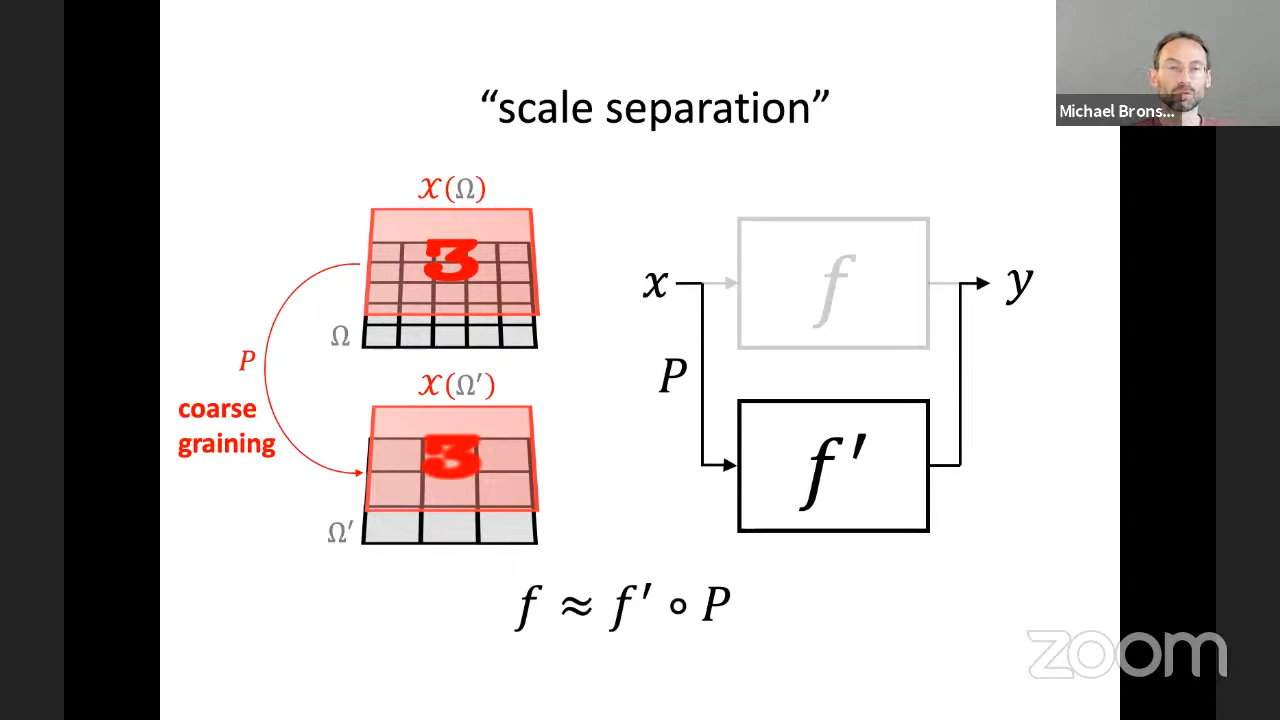 Michael Brons...
“scale separation”
𝒳(Ω)
3
Ω
P
coarse
graining
𝒳(Ω′)
3
Ω′
x
f
y
P
f′
f ≈ f′ ∘ P
zoom